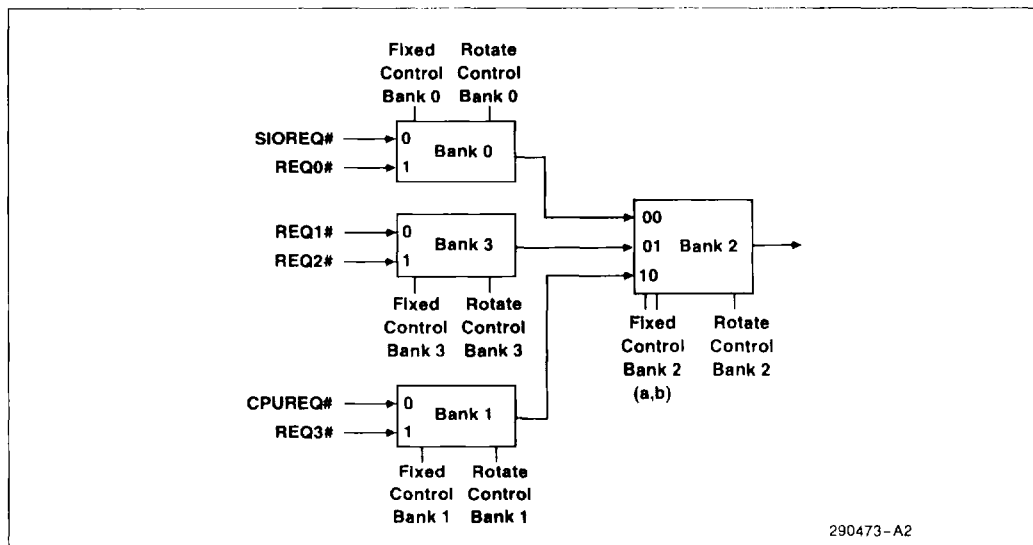 Fixed Control Bank 0
Rotate Control Bank 0
SIOREQ#
REQ0#
0
1
Bank 0
REQ1#
REQ2#
0
1
Bank 3
Fixed Control Bank 3
Rotate Control Bank 3
CPUREQ#
REQ3#
0
1
Bank 1
Fixed Control Bank 1
Rotate Control Bank 1
00
01
10
Bank 2
Fixed Control Bank 2 (a,b)
Rotate Control Bank 2
290473-A2